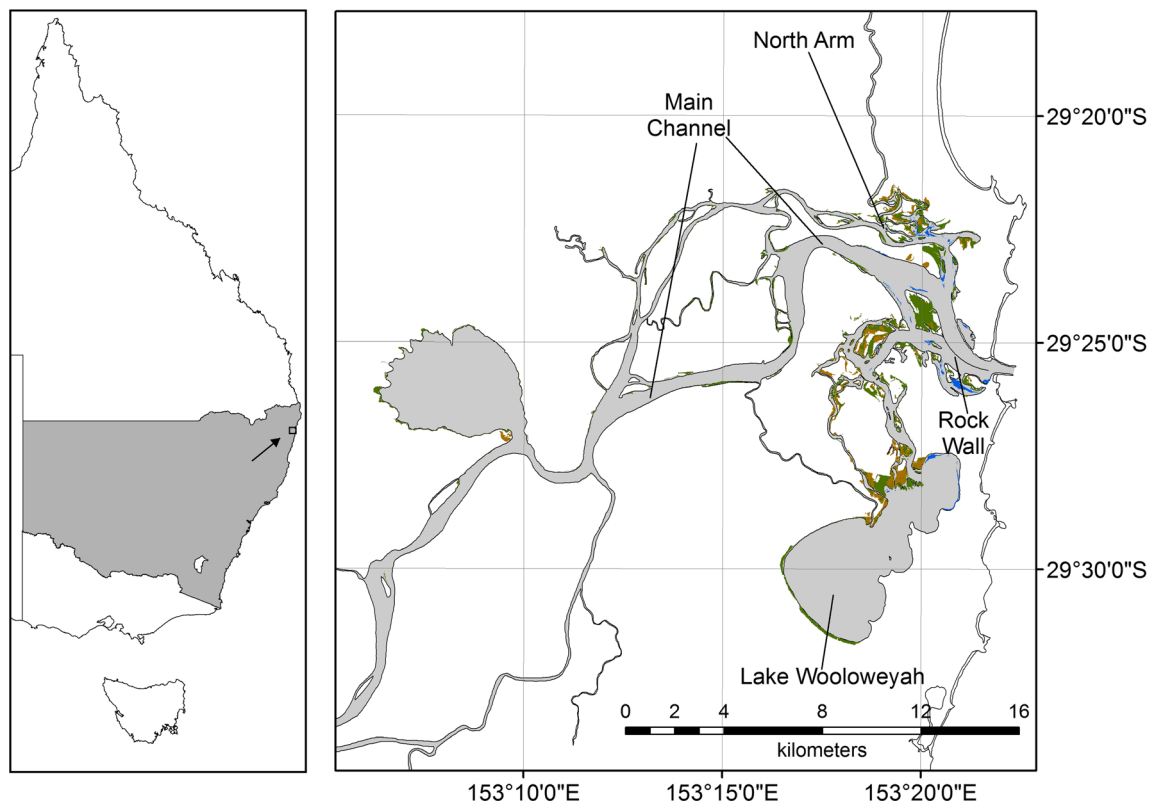 North Arm
Main
Channel
29°20'0"S
29°25'0"S
Rock
Wall
29°30'0"S
Lake Wooloweyah
0 2 4 8 12 16
kilometers
153°10'0"E 153°15'0"E 153°20'0"E